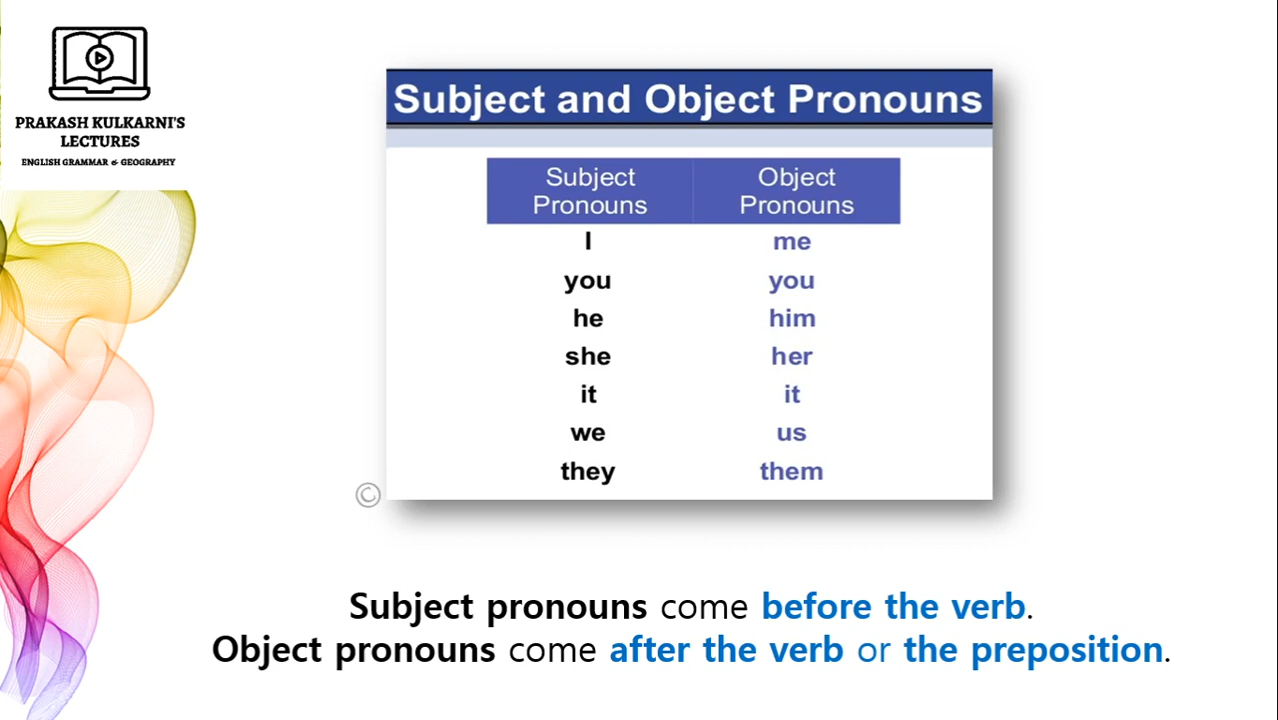 PRAKASH KULKARNI'S
LECTURES
ENGLISH GRAMMAR & GEOGRAPHY
Subject and Object Pronouns
Subject Pronouns Object Pronouns
I me
you you
he him
she her
it it
we us
they them
©
Subject pronouns come before the verb.
Object pronouns come after the verb or the preposition.